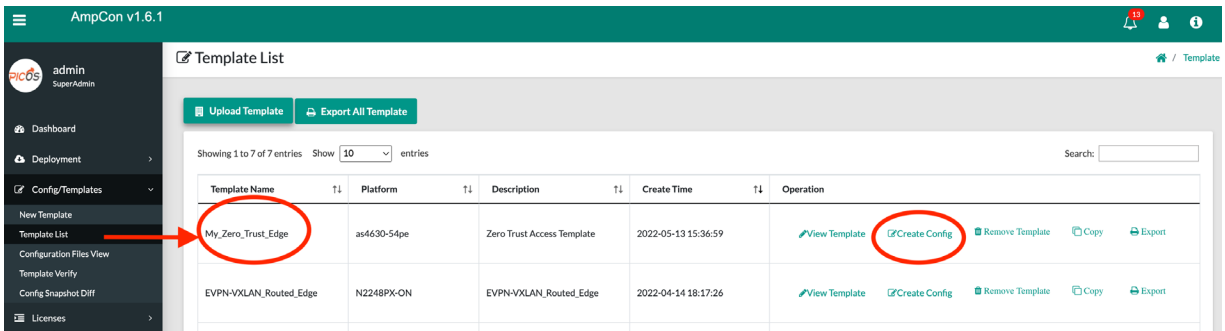 AmpCon v1.6.1
13
PICOS
admin
SuperAdmin
Dashboard
Deployment
Config/Templates
New Template
Template List
Configuration Files View
Template Verify
Config Snapshot Diff
Licenses
Template List
/ Template
Upload Template Export All Template
Showing 1 to 7 of 7 entries Show 10 entries Search:
Template Name Platform Description Create Time Operation
My_Zero_Trust_Edge as4630-54pe Zero Trust Access Template 2022-05-13 15:36:59 View Template Create Config Remove Template Copy Export
EVPN-VXLAN_Routed_Edge N2248PX-ON EVPN-VXLAN_Routed_Edge 2022-04-14 18:17:26 View Template Create Config Remove Template Copy Export